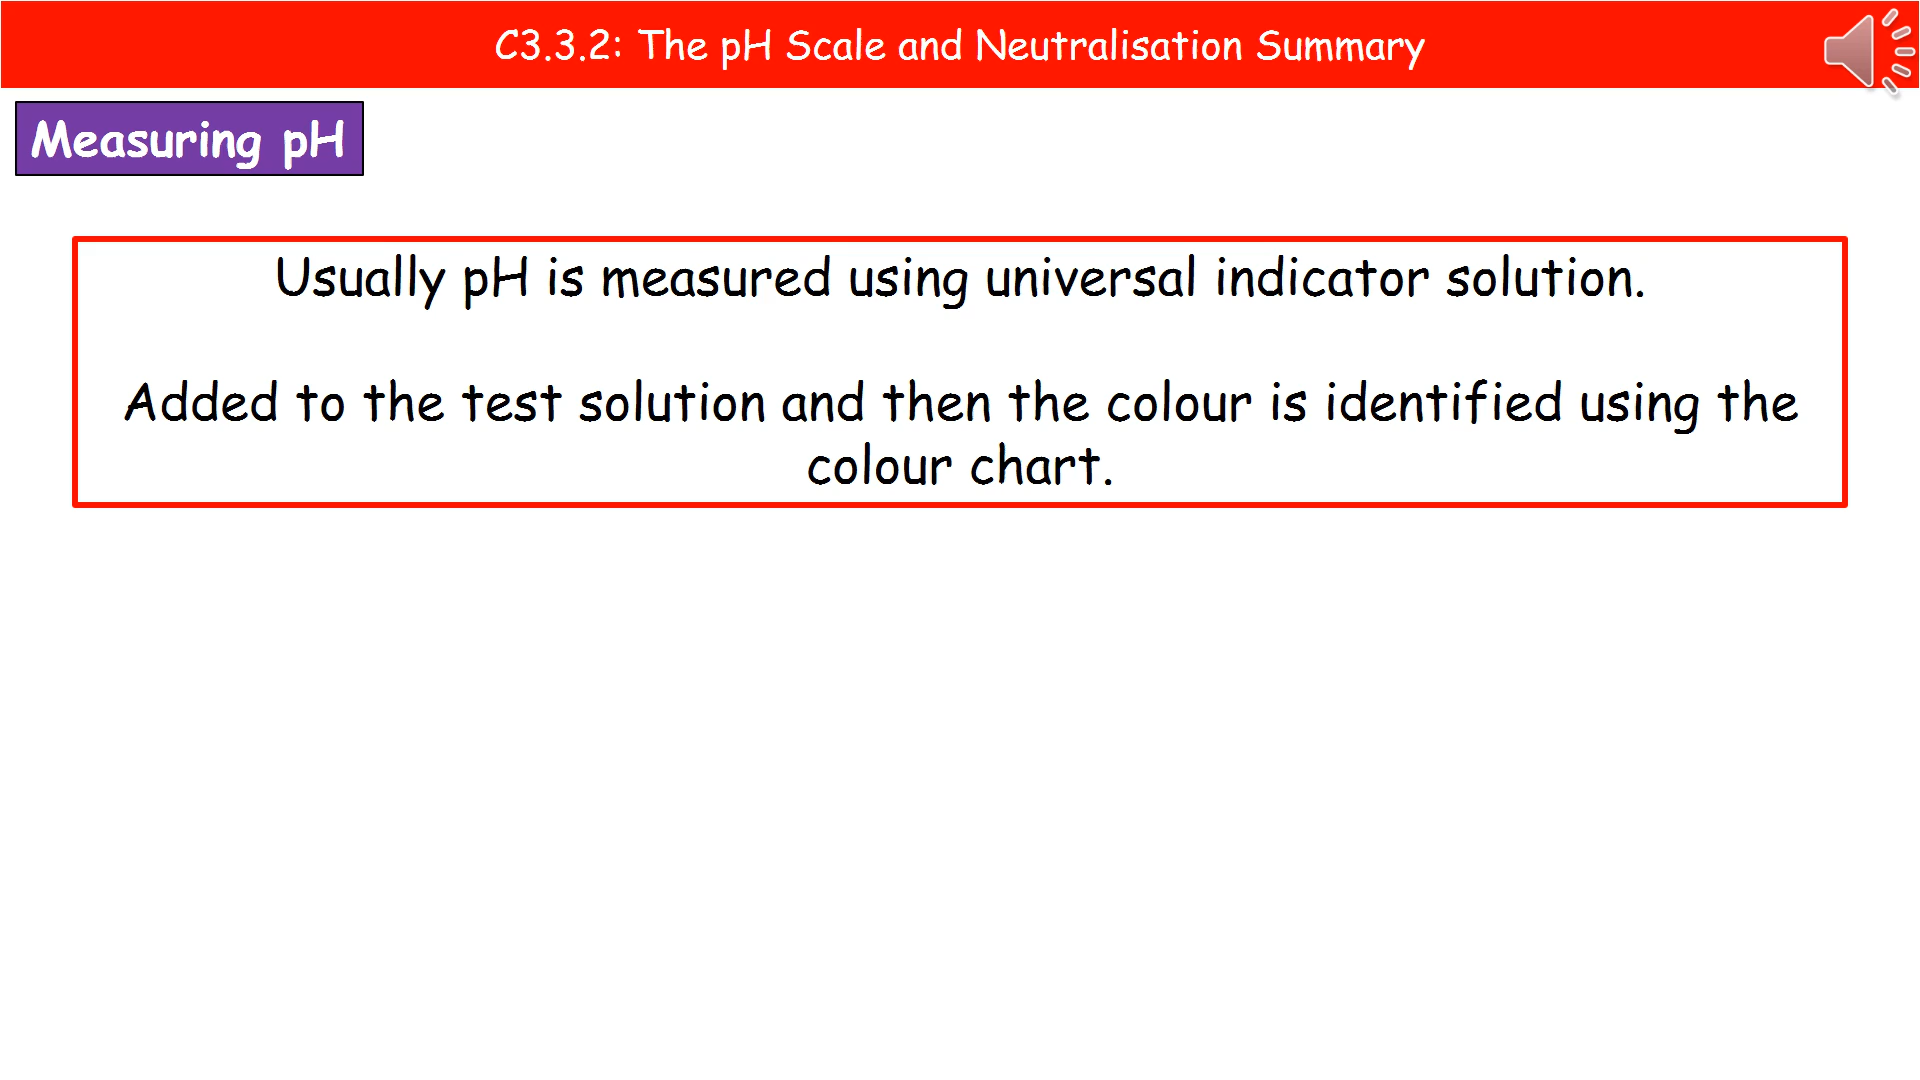 C3.3.2: The pH Scale and Neutralisation Summary
Measuring pH
Usually pH is measured using universal indicator solution.
Added to the test solution and then the colour is identified using the
colour chart.